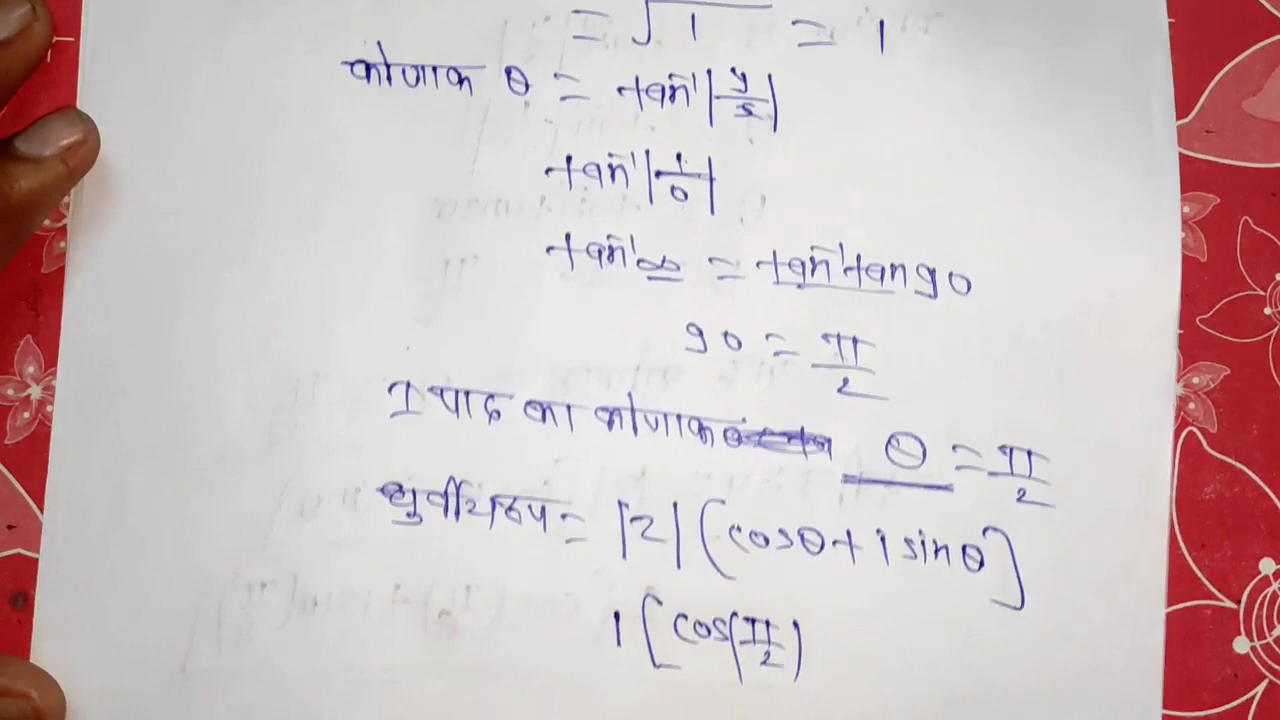 = √1 = 1
कोणांक θ = tan⁻¹|y/x|
tan⁻¹|1/0|
tan⁻¹∞ = tan⁻¹tan90
90 = π/2
I पाद का कोणांक θ = π/2
ध्रुवीय रूप = |z| (cosθ + i sinθ]
1 [cos(π/2)